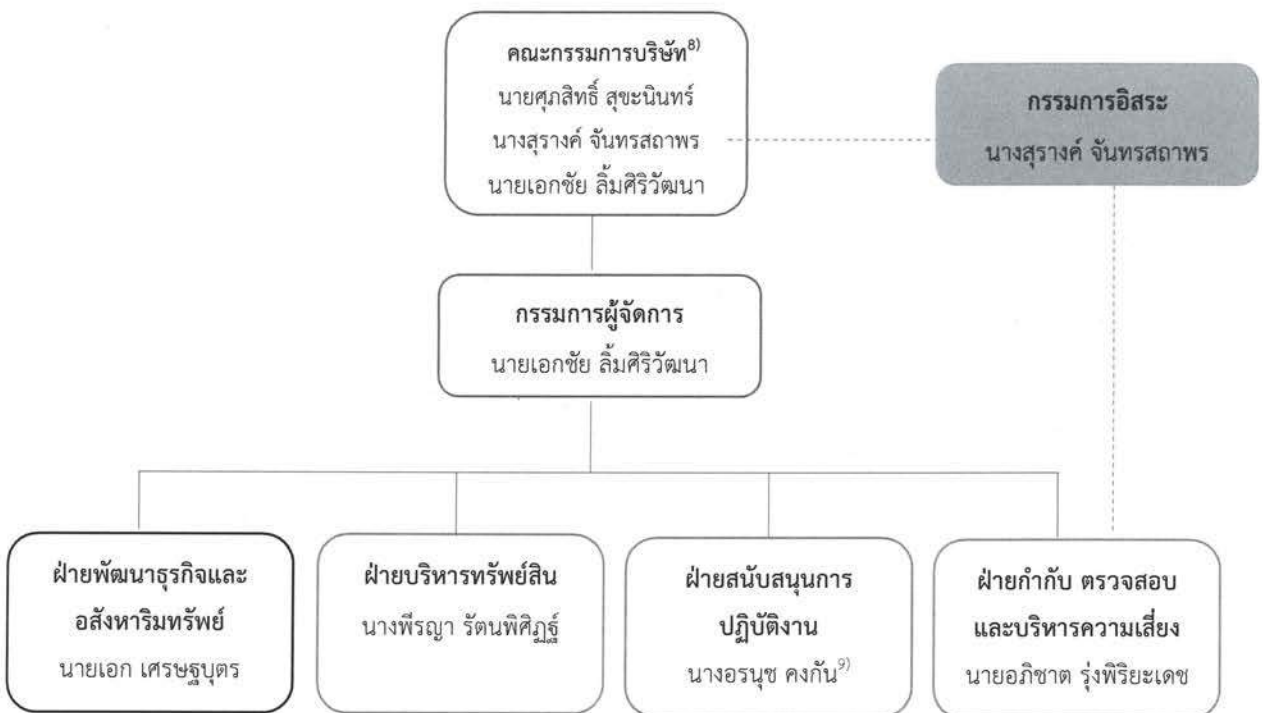 คณะกรรมการบริษัท8)
นายศุภสิทธิ์ สุขะนินทร์
นางสุรางค์ จันทรสถาพร
นายเอกชัย ลิ้มศิริวัฒนา
กรรมการอิสระ
นางสุรางค์ จันทรสถาพร
กรรมการผู้จัดการ
นายเอกชัย ลิ้มศิริวัฒนา
ฝ่ายพัฒนาธุรกิจและ
อสังหาริมทรัพย์
นายเอก เศรษฐบุตร
ฝ่ายบริหารทรัพย์สิน
นางพีรญา รัตนพิศิฏฐ์
ฝ่ายสนับสนุนการ
ปฏิบัติงาน
นางอรนุช คงกัน9)
ฝ่ายกำกับ ตรวจสอบ
และบริหารความเสี่ยง
นายอภิชาต รุ่งพิริยะเดช